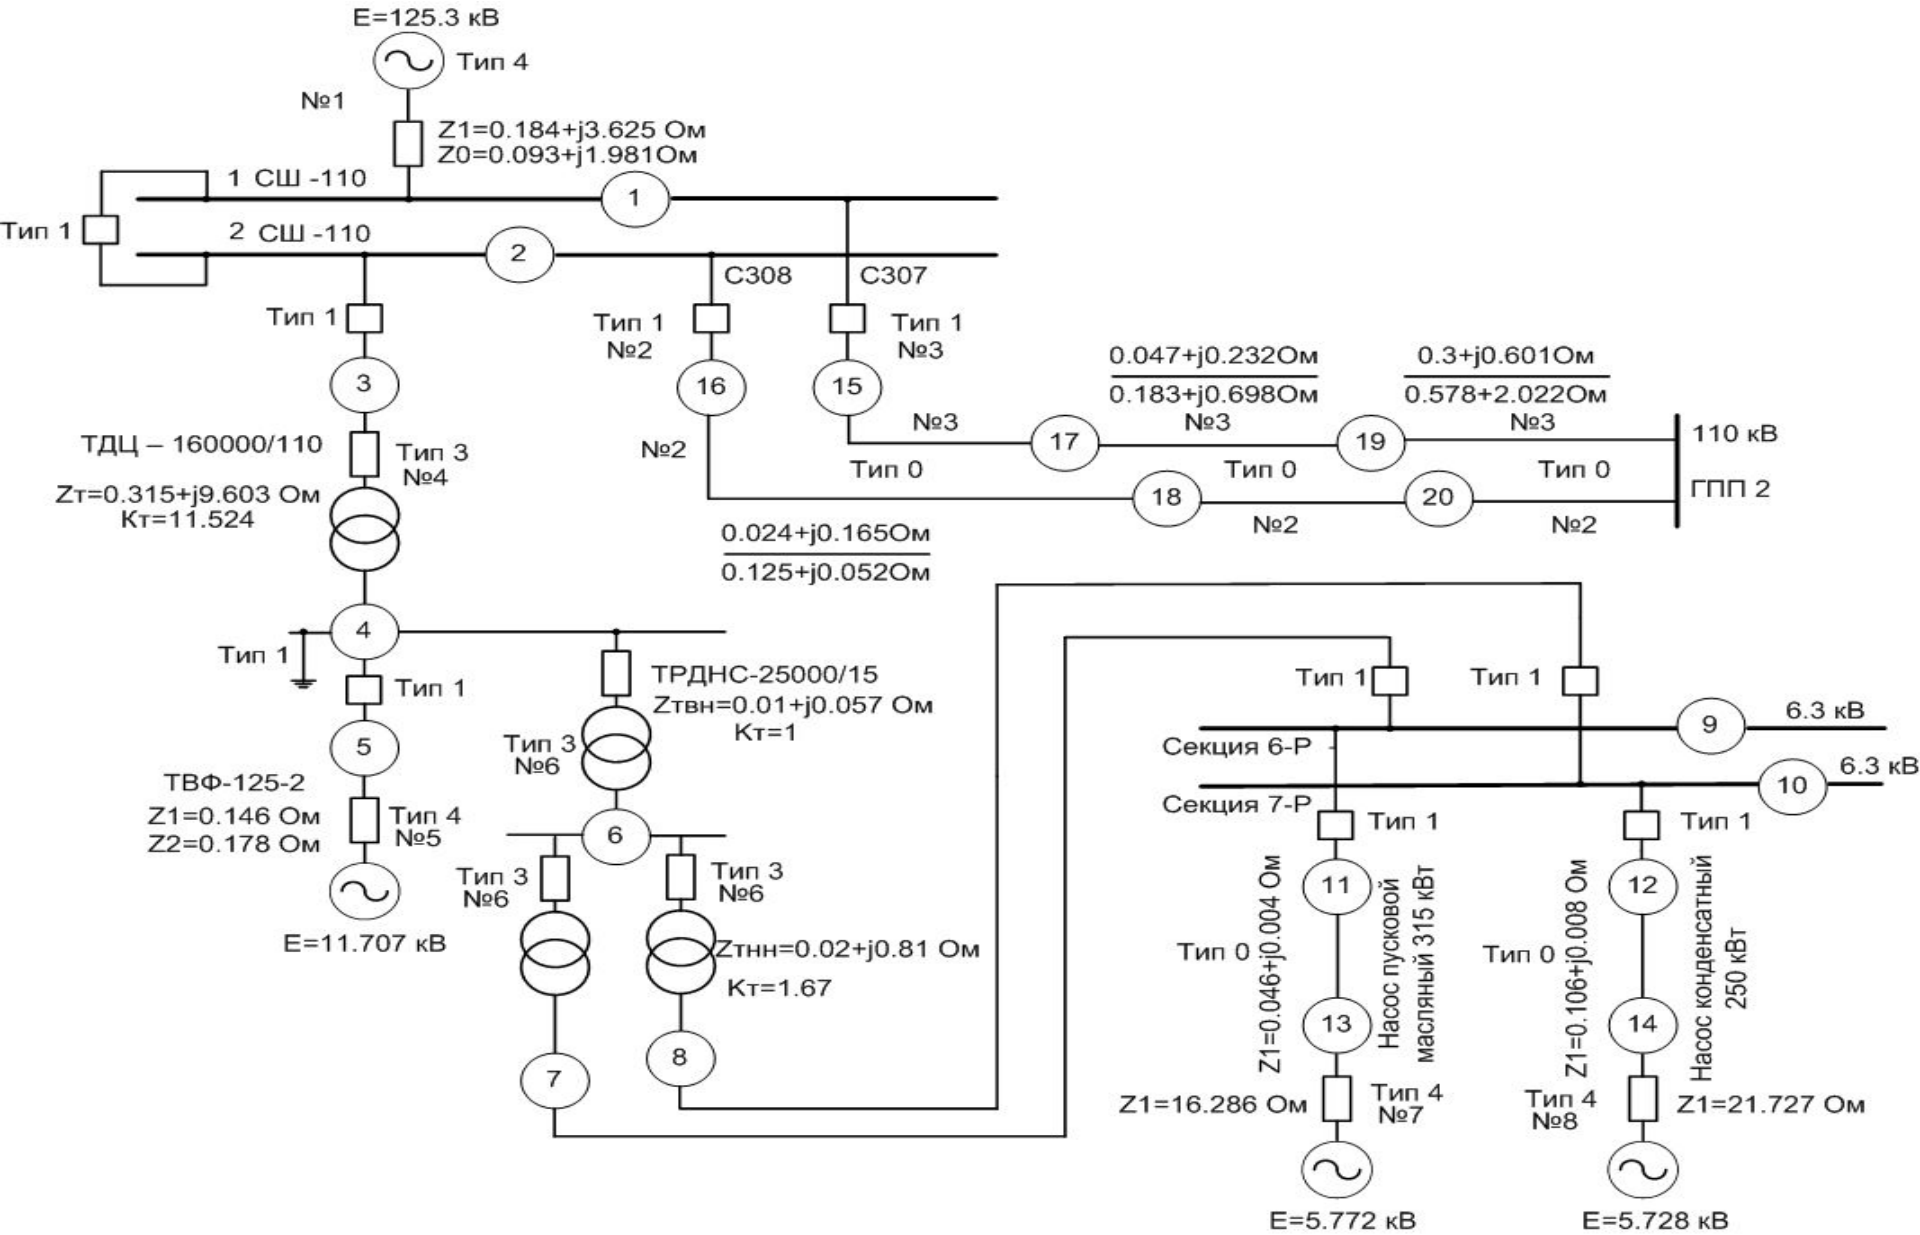 E=125.3 кВ
Тип 4
№1
Z1=0.184+j3.625 Ом
Z0=0.093+j1.981Ом
1 СШ -110
1
Тип 1
2 СШ -110
2
С308
С307
Тип 1
Тип 1
№2
Тип 1
№3
3
16
15
0.047+j0.232Ом
0.183+j0.698Ом
0.3+j0.601Ом
0.578+2.022Ом
№3
17
№3
19
№3
110 кВ
ТДЦ – 160000/110
Тип 3
№4
№2
Тип 0
Тип 0
Тип 0
Zт=0.315+j9.603 Ом
Кт=11.524
18
№2
20
№2
ГПП 2
0.024+j0.165Ом
0.125+j0.052Ом
4
Тип 1
Тип 1
ТРДНС-25000/15
Zтвн=0.01+j0.057 Ом
Кт=1
Тип 3
№6
5
ТВФ-125-2
Z1=0.146 Ом
Z2=0.178 Ом
Тип 4
№5
E=11.707 кВ
6
Тип 3
№6
Тип 3
№6
Zтнн=0.02+j0.81 Ом
Кт=1.67
7
8
Тип 1
Тип 1
9
6.3 кВ
Секция 6-Р
10
6.3 кВ
Секция 7-Р
Тип 1
Тип 1
11
12
Z1=0.046+j0.004 Ом
Насос пусковой
масляный 315 кВт
Тип 0
Z1=0.106+j0.008 Ом
Насос конденсатный
250 кВт
Тип 0
13
14
Z1=16.286 Ом
Тип 4
№7
Тип 4
№8
Z1=21.727 Ом
E=5.772 кВ
E=5.728 кВ